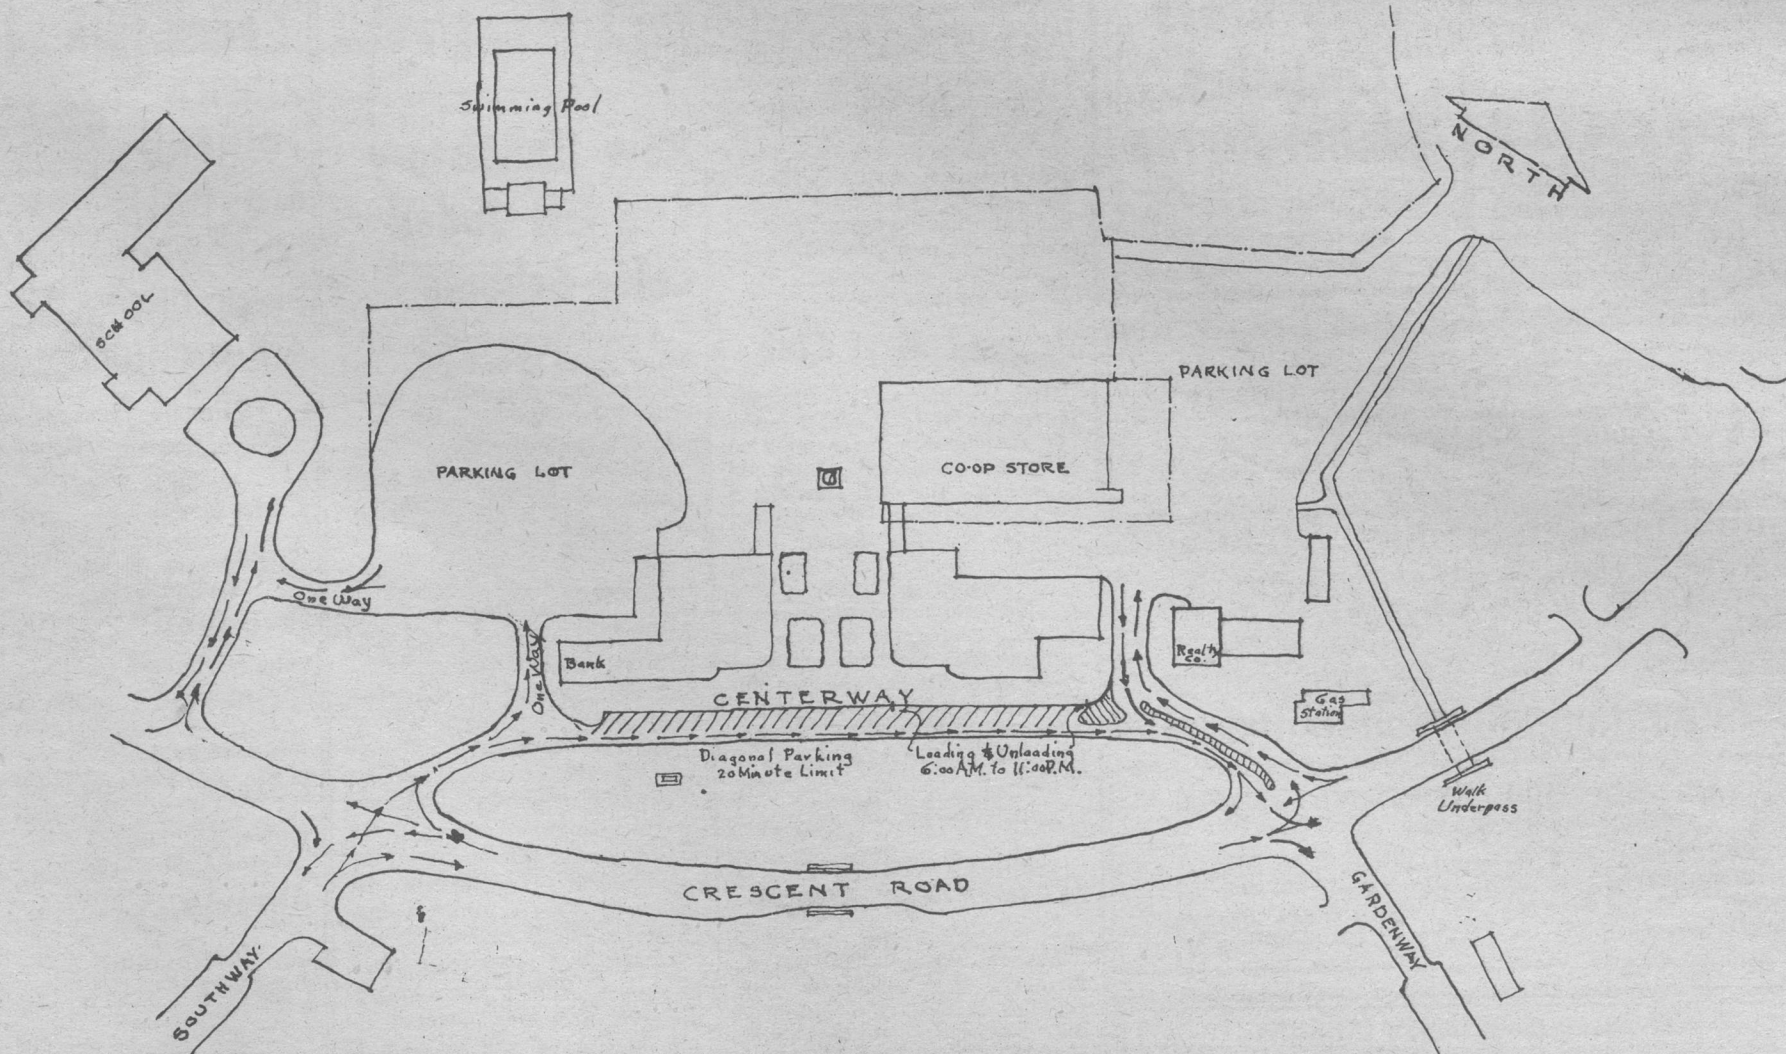 Swimming Pool
NORTH
SCHOOL
PARKING LOT
PARKING LOT
CO-OP STORE
One Way
One Way
Bank
Realty
Co.
Gas
Station
CENTERWAY
Diagonal Parking
20 Minute Limit
Loading & Unloading
6:00 A.M. to 11:00 P.M.
Walk
Underpass
CRESCENT ROAD
GARDENWAY
SOUTHWAY